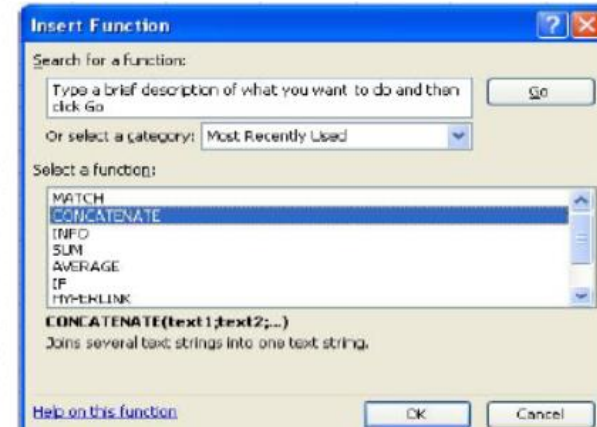 Insert Function
Search for a function:
Type a brief description of what you want to do and then
click Go
Go
Or select a category: Most Recently Used
Select a function:
MATCH
CONCATENATE
INFO
SUM
AVERAGE
IF
HYPERLINK
CONCATENATE(text1;text2;...)
Joins several text strings into one text string.
Help on this function
OK
Cancel